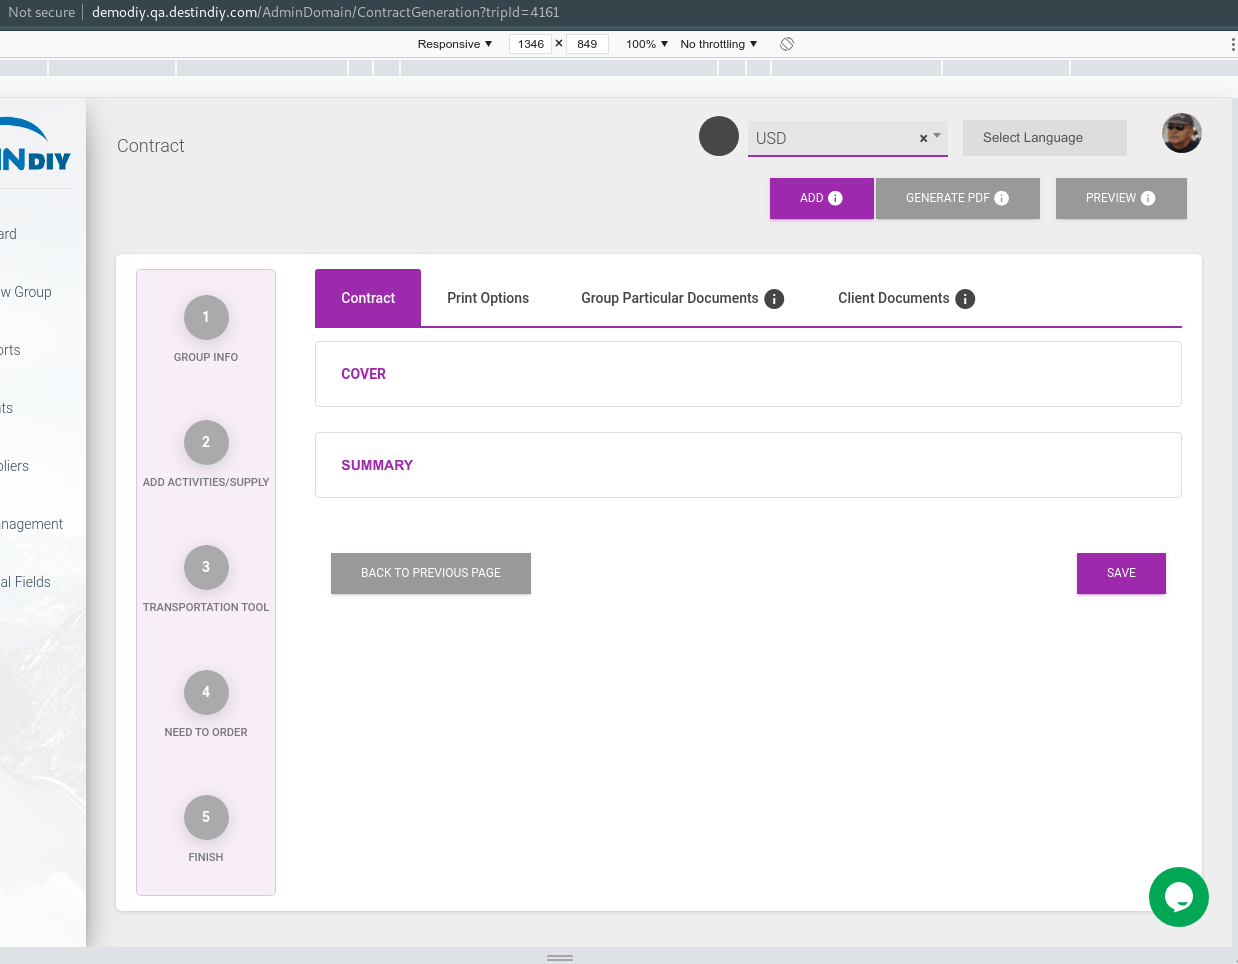 Not secure demodiy.qa.destindiy.com/AdminDomain/ContractGeneration?tripId=4161
Responsive ▼ 1346 × 849 100% ▼ No throttling ▼
IN DIY
Contract
USD × Select Language
ADD GENERATE PDF PREVIEW
ard
w Group
orts
ts
oliers
nagement
al Fields
1
GROUP INFO
2
ADD ACTIVITIES/SUPPLY
3
TRANSPORTATION TOOL
4
NEED TO ORDER
5
FINISH
Contract Print Options Group Particular Documents Client Documents
COVER
SUMMARY
BACK TO PREVIOUS PAGE SAVE